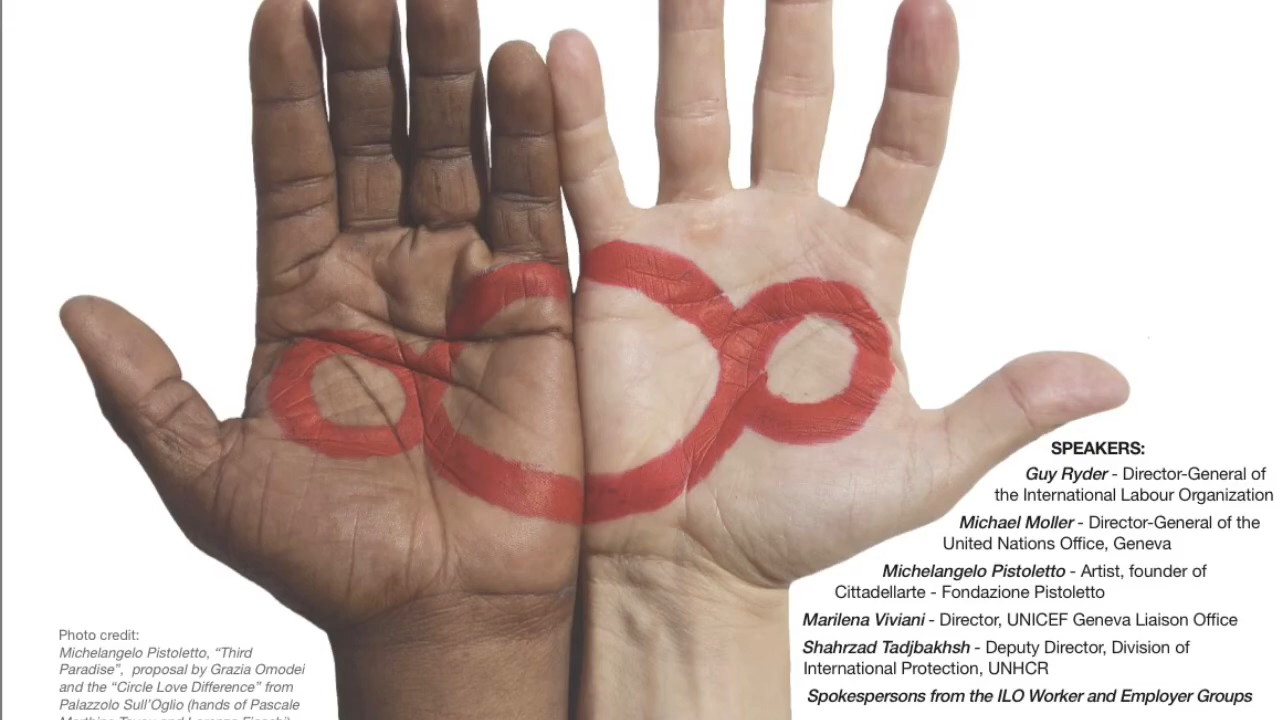 SPEAKERS:
Guy Ryder - Director-General of
the International Labour Organization
Michael Moller - Director-General of the
United Nations Office, Geneva
Michelangelo Pistoletto - Artist, founder of
Cittadellarte - Fondazione Pistoletto
Marilena Viviani - Director, UNICEF Geneva Liaison Office
Shahrzad Tadjbakhsh - Deputy Director, Division of
International Protection, UNHCR
Spokespersons from the ILO Worker and Employer Groups
Photo credit:
Michelangelo Pistoletto, “Third
Paradise”, proposal by Grazia Omodei
and the “Circle Love Difference” from
Palazzolo Sull’Oglio (hands of Pascale